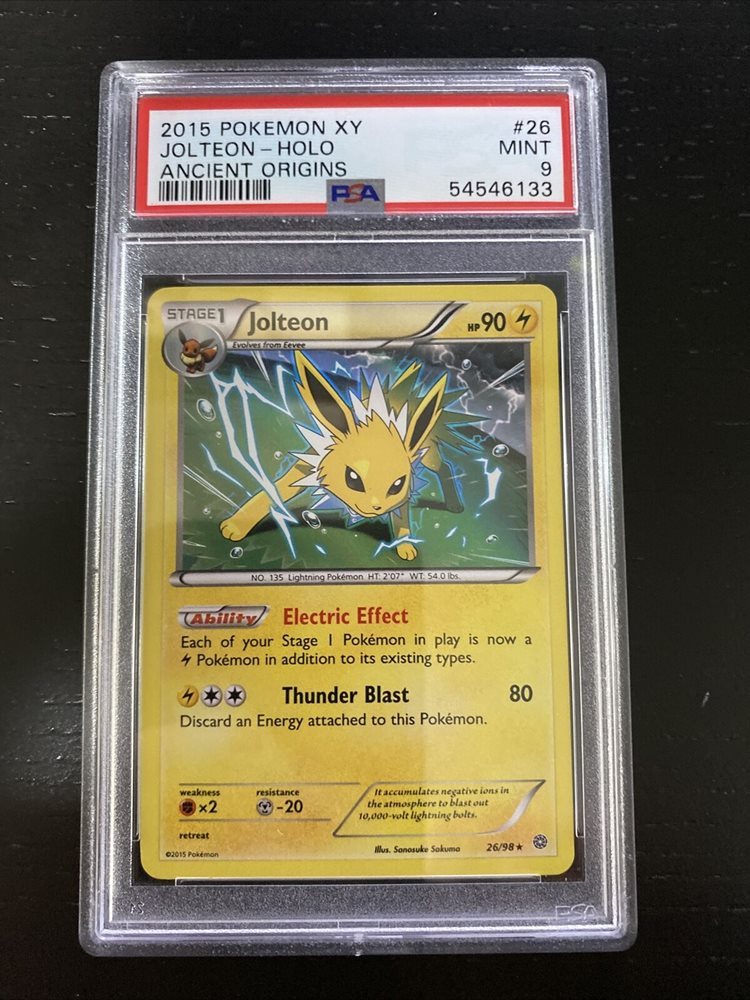 2015 POKEMON XY #26
JOLTEON - HOLO MINT
ANCIENT ORIGINS 9
PSA 54546133
STAGE1 Jolteon HP90
Evolves from Eevee
NO. 135 Lightning Pokémon HT: 2'07" WT: 54.0 lbs.
Ability Electric Effect
Each of your Stage 1 Pokémon in play is now a
Pokémon in addition to its existing types.
Thunder Blast 80
Discard an Energy attached to this Pokémon.
weakness resistance
×2 -20
retreat
It accumulates negative ions in
the atmosphere to blast out
10,000-volt lightning bolts.
©2015 Pokémon Illus. Sanosuke Sakuma 26/98★
PSA